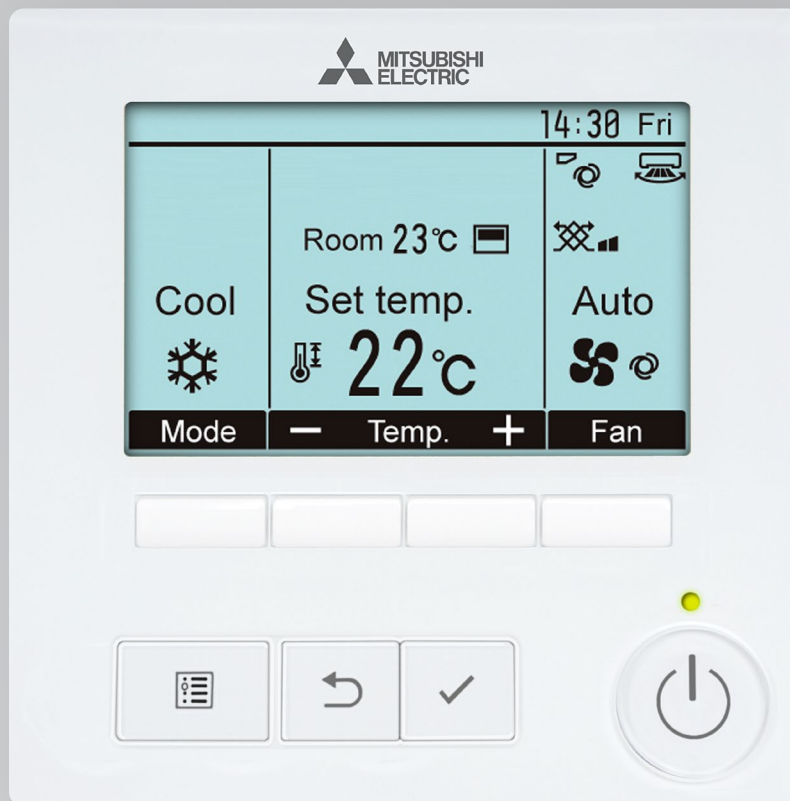 MITSUBISHI
ELECTRIC
14:30 Fri
Room 23°C
Cool
Set temp.
22°C
Auto
Mode
− Temp. +
Fan